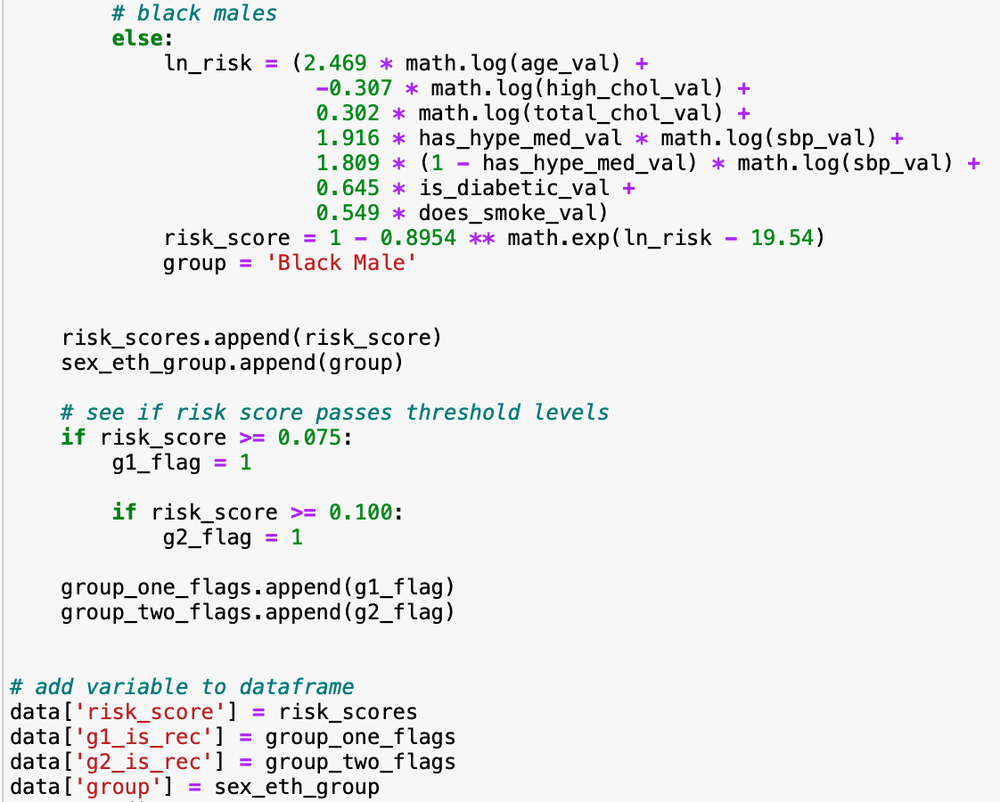 # black males
else:
ln_risk = (2.469 * math.log(age_val) +
-0.307 * math.log(high_chol_val) +
0.302 * math.log(total_chol_val) +
1.916 * has_hype_med_val * math.log(sbp_val) +
1.809 * (1 - has_hype_med_val) * math.log(sbp_val) +
0.645 * is_diabetic_val +
0.549 * does_smoke_val)
risk_score = 1 - 0.8954 ** math.exp(ln_risk - 19.54)
group = 'Black Male'
risk_scores.append(risk_score)
sex_eth_group.append(group)
# see if risk score passes threshold levels
if risk_score >= 0.075:
g1_flag = 1
if risk_score >= 0.100:
g2_flag = 1
group_one_flags.append(g1_flag)
group_two_flags.append(g2_flag)
# add variable to dataframe
data['risk_score'] = risk_scores
data['g1_is_rec'] = group_one_flags
data['g2_is_rec'] = group_two_flags
data['group'] = sex_eth_group